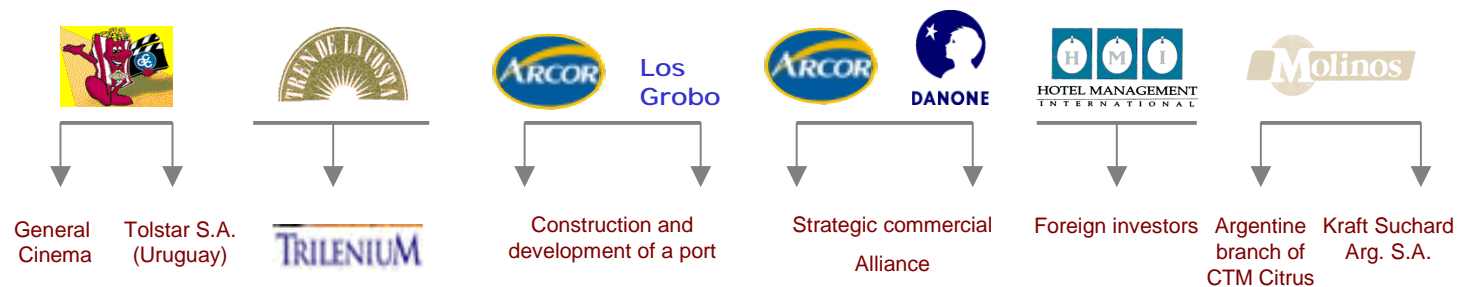 TREN DE LA COSTA
ARCOR
Los
Grobo
ARCOR
DANONE
H M I
HOTEL MANAGEMENT
INTERNATIONAL
Molinos
General
Cinema
Tolstar S.A.
(Uruguay)
TRILENIUM
Construction and
development of a port
Strategic commercial
Alliance
Foreign investors
Argentine
branch of
CTM Citrus
Kraft Suchard
Arg. S.A.